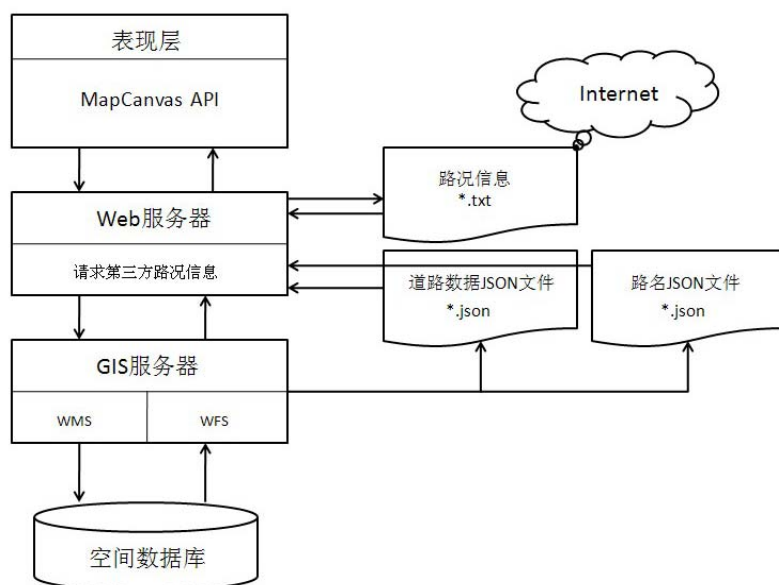 表现层
MapCanvas API
Internet
路况信息
*.txt
Web服务器
请求第三方路况信息
道路数据JSON文件
*.json
路名JSON文件
*.json
GIS服务器
WMS
WFS
空间数据库